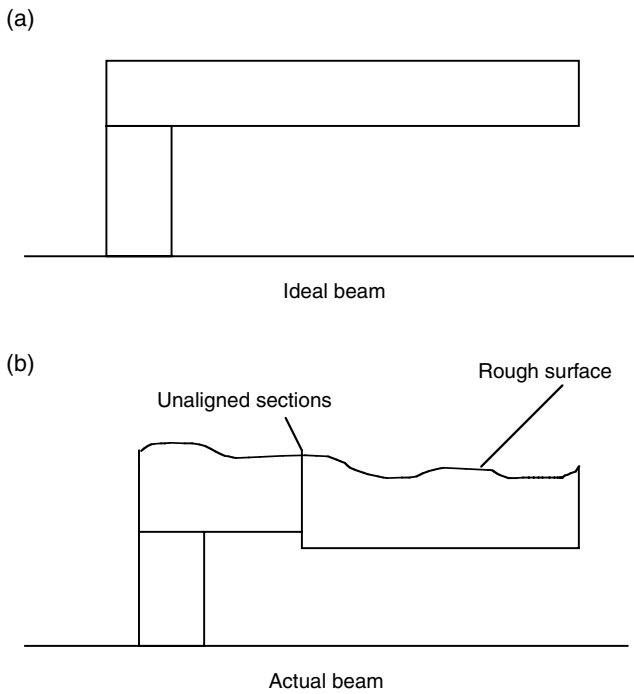 (a)
Ideal beam
(b)
Rough surface
Unaligned sections
Actual beam